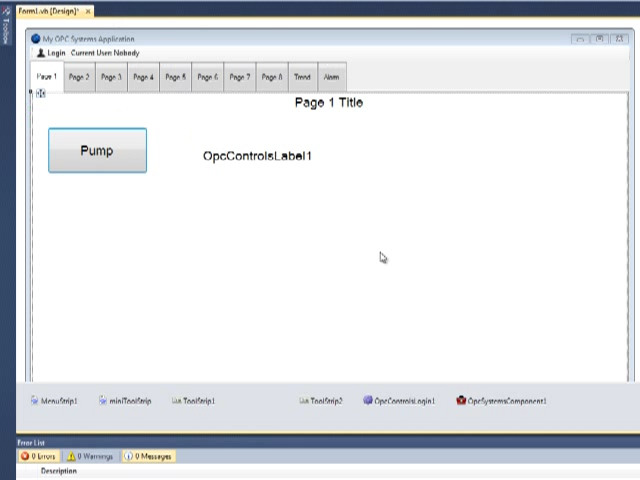 Form1.vb [Design]* ×
Toolbox
My OPC Systems Application
Login Current User: Nobody
Page 1 Page 2 Page 3 Page 4 Page 5 Page 6 Page 7 Page 8 Trend Alarm
Page 1 Title
Pump
OpcControlsLabel1
MenuStrip1 miniToolStrip ToolStrip1 ToolStrip2 OpcControlsLogin1 OpcSystemsComponent1
Error List
0 Errors 0 Warnings 0 Messages
Description